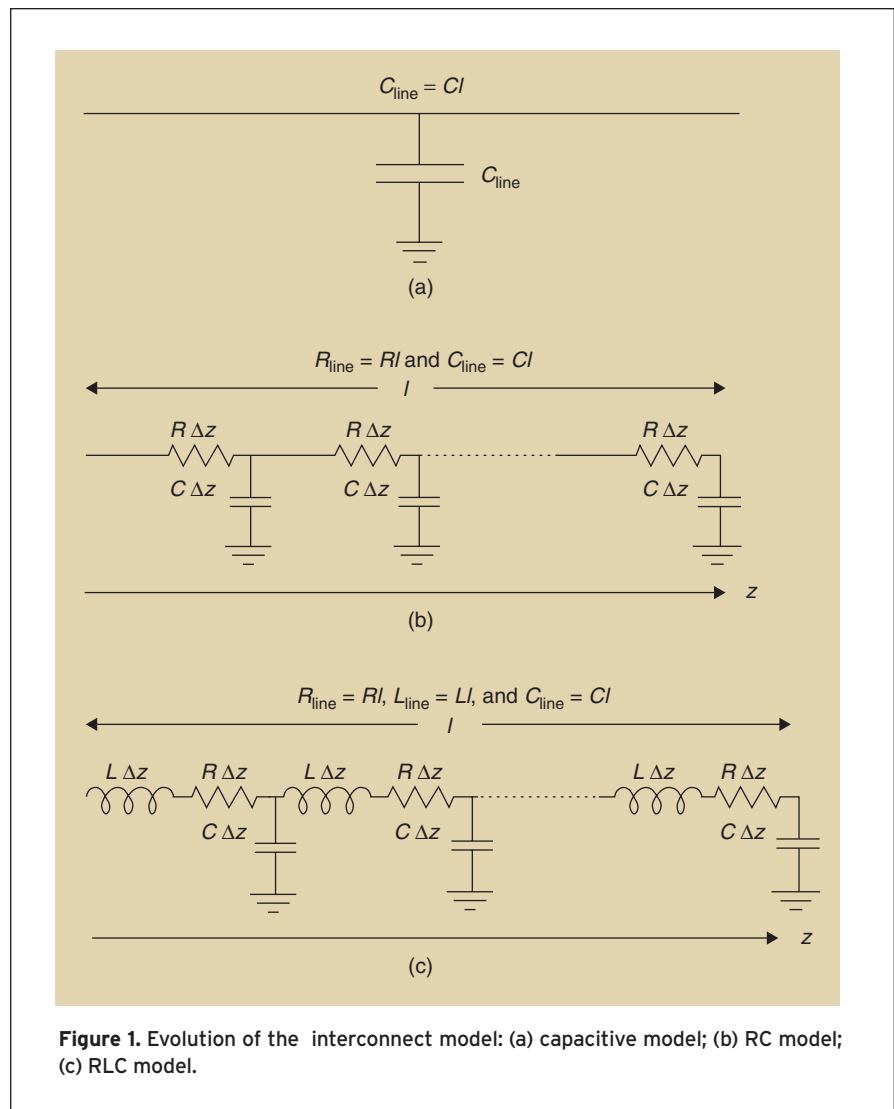 C_line = Cl
C_line
(a)
R_line = Rl and C_line = Cl
l
R Δz R Δz R Δz
C Δz C Δz C Δz
z
(b)
R_line = Rl, L_line = Ll, and C_line = Cl
l
L Δz R Δz L Δz R Δz L Δz R Δz
C Δz C Δz C Δz
z
(c)
Figure 1. Evolution of the interconnect model: (a) capacitive model; (b) RC model;
(c) RLC model.